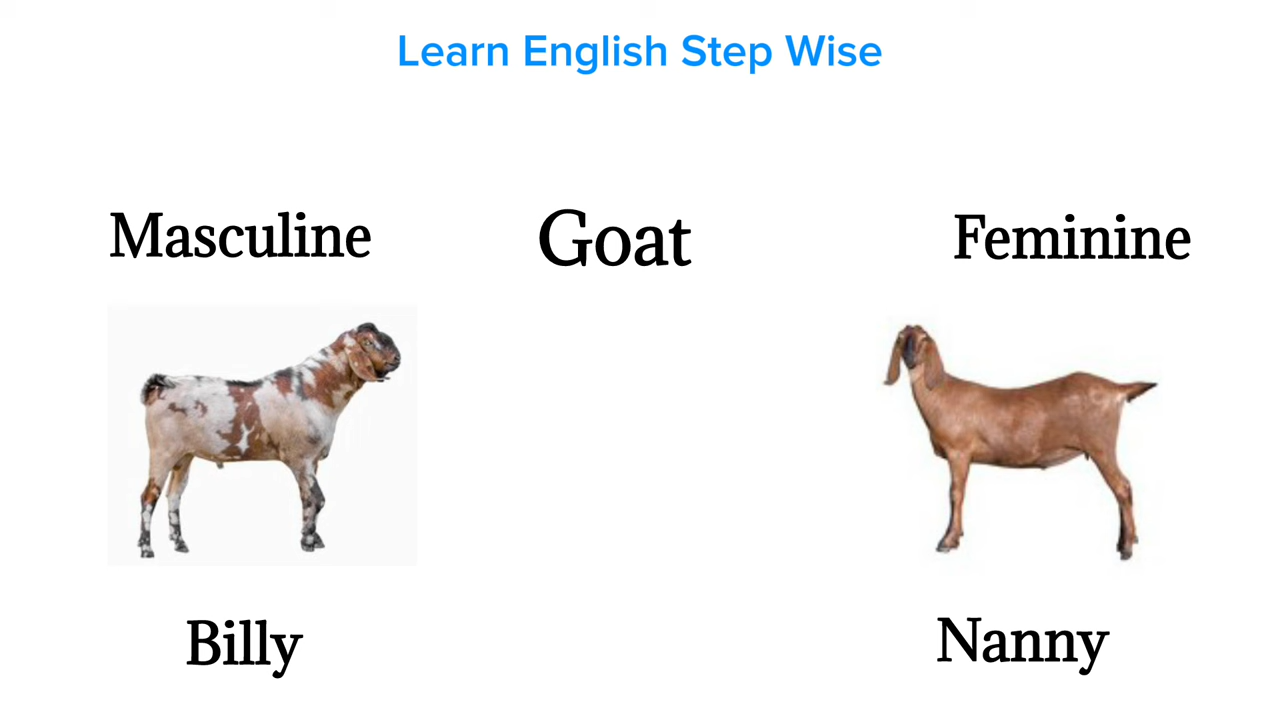 Learn English Step Wise
Masculine
Goat
Feminine
Billy
Nanny